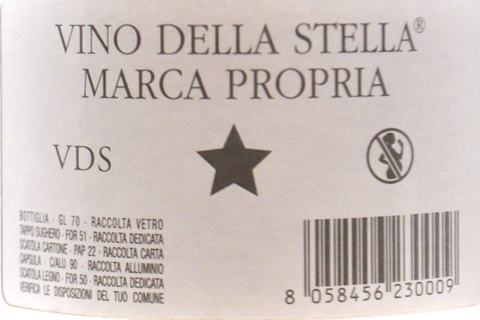 VINO DELLA STELLA®
MARCA PROPRIA
VDS
BOTTIGLIA - GL 70 - RACCOLTA VETRO
TAPPO SUGHERO - FOR 51 - RACCOLTA DEDICATA
SCATOLA CARTONE - PAP 22 - RACCOLTA CARTA
CAPSULA - C/ALU 90 - RACCOLTA ALLUMINIO
SCATOLA LEGNO - FOR 50 - RACCOLTA DEDICATA
VERIFICA LE DISPOSIZIONI DEL TUO COMUNE
8 058456 230009